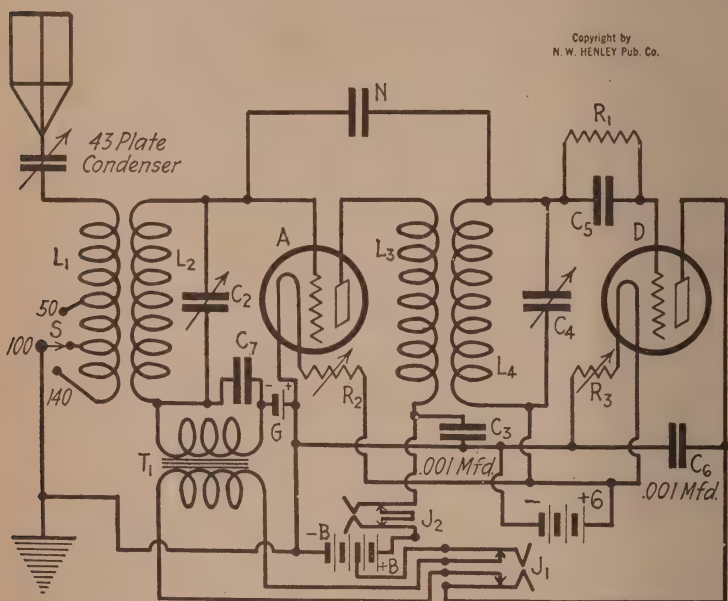 Copyright by
N. W. HENLEY Pub. Co.
N
43 Plate
Condenser
R1
C5
A
D
L1
L2
L3
C2
C4
50
S
100
C7
L4
140
- +
R2
R3
G
C3
T1
.001 Mfd.
C6
.001 Mfd.
- +6
J2
-B
+B
J1